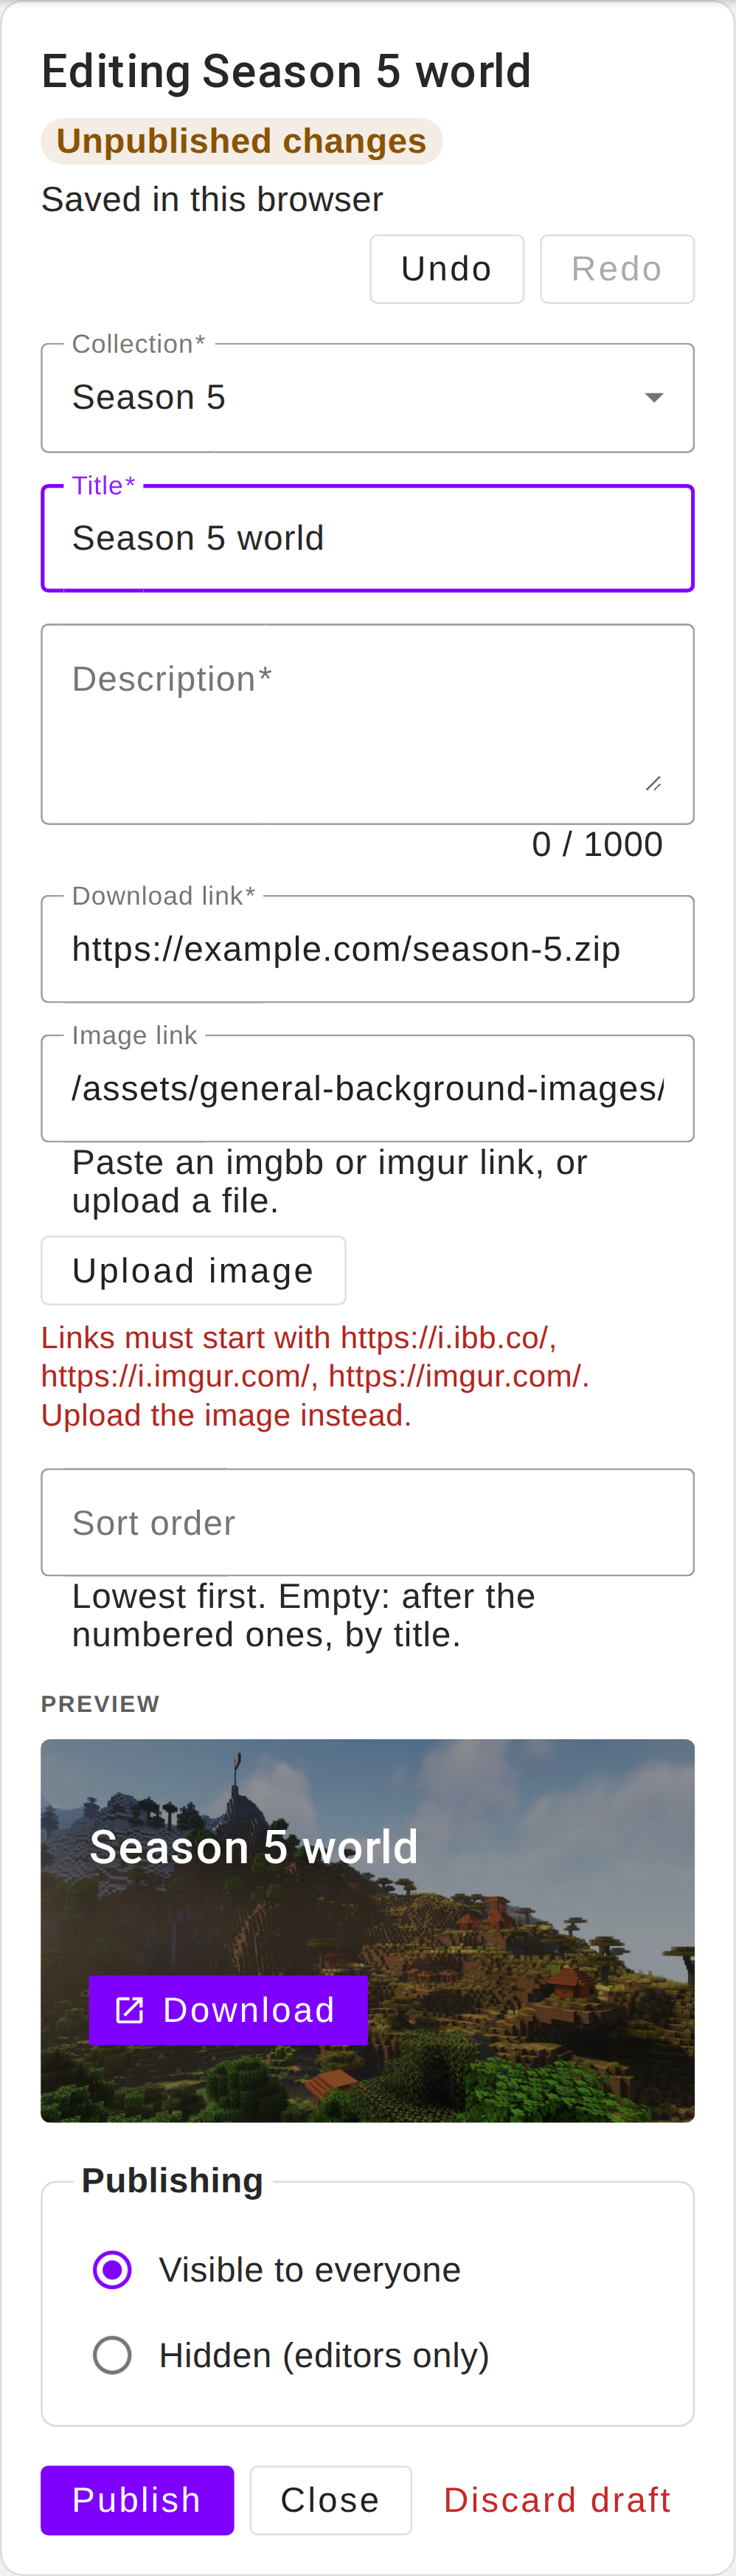 Editing Season 5 world
Unpublished changes
Saved in this browser
Undo Redo
Collection*
Season 5
Title*
Season 5 world
Description*
0 / 1000
Download link*
https://example.com/season-5.zip
Image link
/assets/general-background-images/
Paste an imgbb or imgur link, or
upload a file.
Upload image
Links must start with https://i.ibb.co/,
https://i.imgur.com/, https://imgur.com/.
Upload the image instead.
Sort order
Lowest first. Empty: after the
numbered ones, by title.
PREVIEW
Season 5 world
Download
Publishing
Visible to everyone
Hidden (editors only)
Publish Close Discard draft